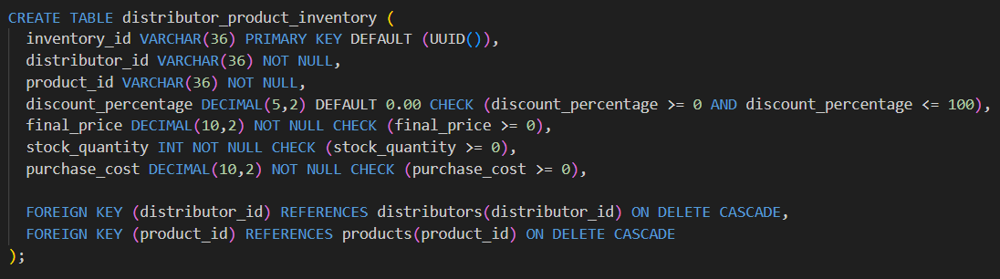 CREATE TABLE distributor_product_inventory (
  inventory_id VARCHAR(36) PRIMARY KEY DEFAULT (UUID()),
  distributor_id VARCHAR(36) NOT NULL,
  product_id VARCHAR(36) NOT NULL,
  discount_percentage DECIMAL(5,2) DEFAULT 0.00 CHECK (discount_percentage >= 0 AND discount_percentage <= 100),
  final_price DECIMAL(10,2) NOT NULL CHECK (final_price >= 0),
  stock_quantity INT NOT NULL CHECK (stock_quantity >= 0),
  purchase_cost DECIMAL(10,2) NOT NULL CHECK (purchase_cost >= 0),

  FOREIGN KEY (distributor_id) REFERENCES distributors(distributor_id) ON DELETE CASCADE,
  FOREIGN KEY (product_id) REFERENCES products(product_id) ON DELETE CASCADE
);